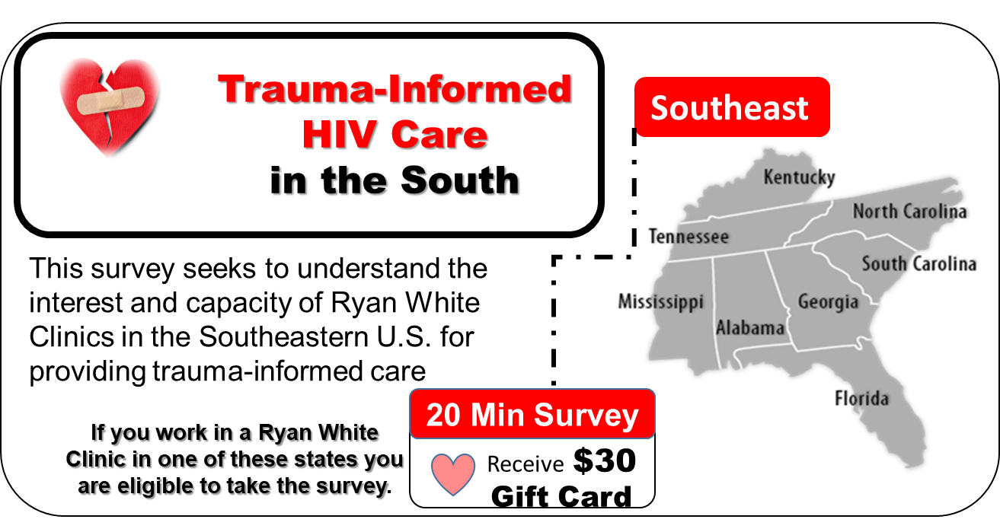 Trauma-Informed
HIV Care
in the South
Southeast
Kentucky
North Carolina
Tennessee
South Carolina
Mississippi
Georgia
Alabama
Florida
This survey seeks to understand the
interest and capacity of Ryan White
Clinics in the Southeastern U.S. for
providing trauma-informed care
If you work in a Ryan White
Clinic in one of these states you
are eligible to take the survey.
20 Min Survey
Receive $30
Gift Card